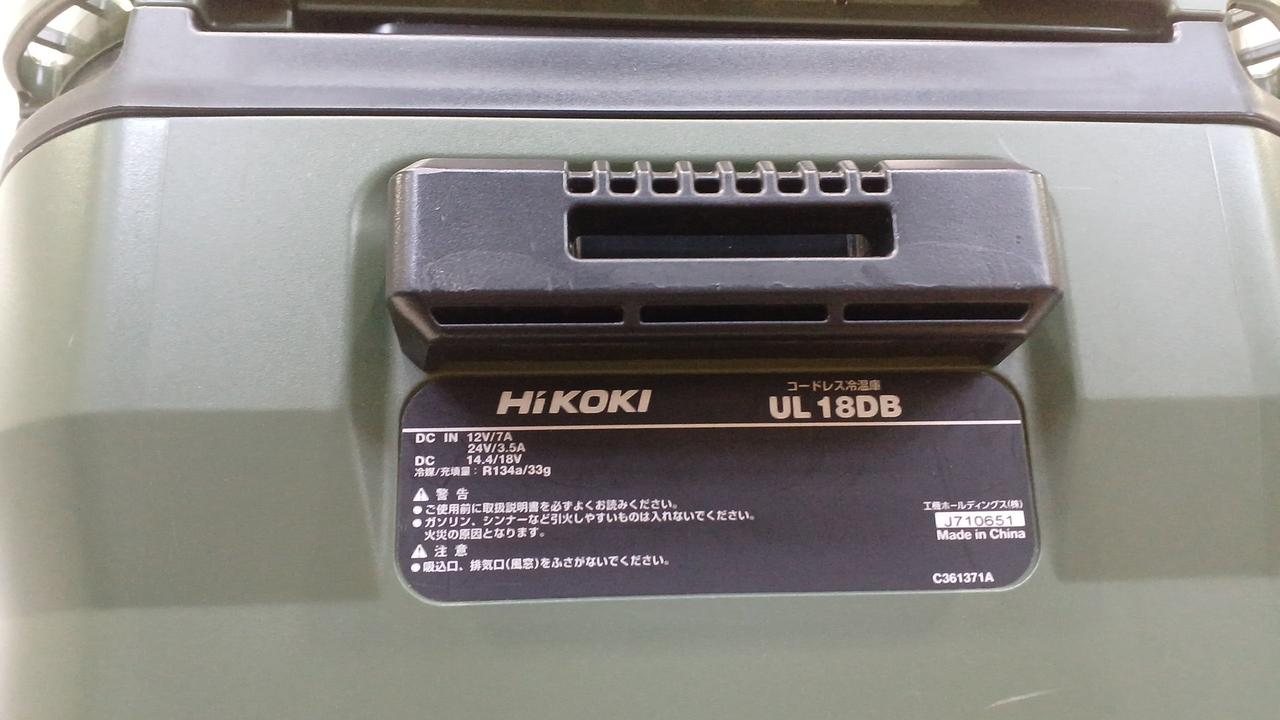 HiKOKI
コードレス冷温庫
UL 18DB
DC IN 12V/7A
24V/3.5A
DC 14.4/18V
冷媒/充填量：R134a/33g
警告
●ご使用前に取扱説明書を必ずよくお読みください。
●ガソリン、シンナーなど引火しやすいものは入れないでください。
火災の原因となります。
注意
●吸込口、排気口(風窓)をふさがないでください。
工機ホールディングス(株)
J710651
Made in China
C361371A